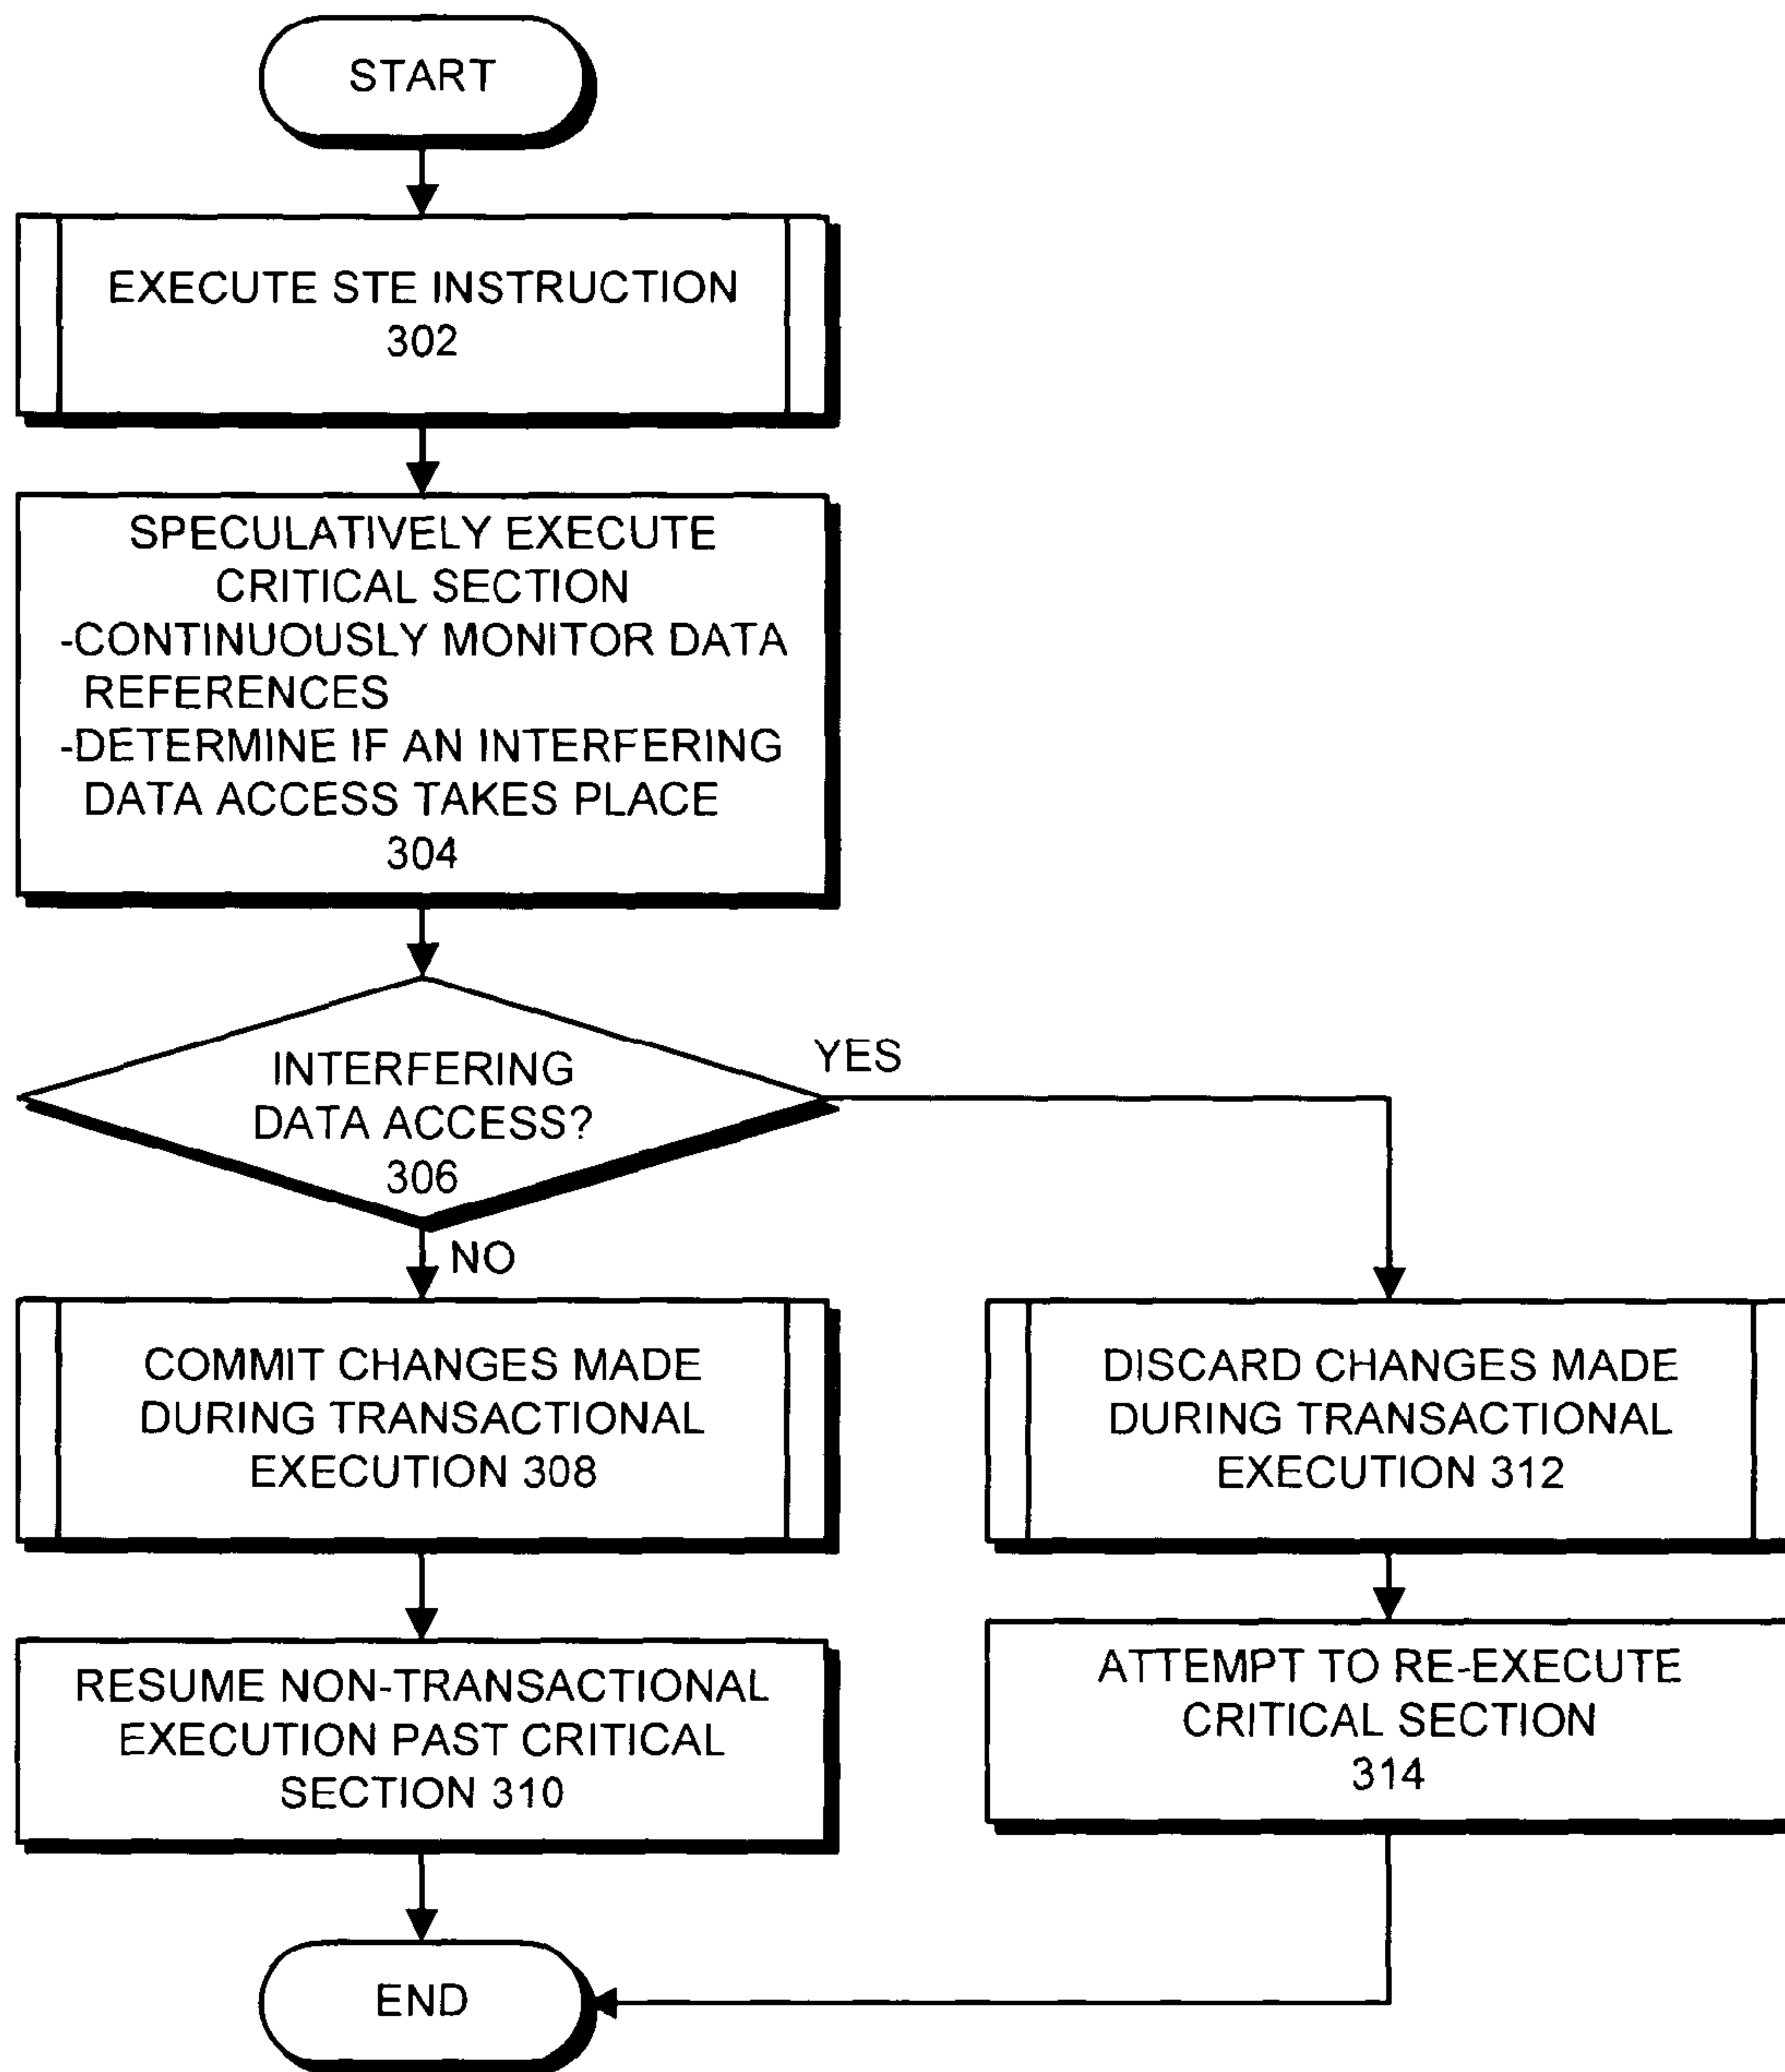 START
EXECUTE STE INSTRUCTION
302
SPECULATIVELY EXECUTE
CRITICAL SECTION
-CONTINUOUSLY MONITOR DATA
REFERENCES
-DETERMINE IF AN INTERFERING
DATA ACCESS TAKES PLACE
304
INTERFERING
DATA ACCESS?
306
YES
NO
COMMIT CHANGES MADE
DURING TRANSACTIONAL
EXECUTION 308
DISCARD CHANGES MADE
DURING TRANSACTIONAL
EXECUTION 312
RESUME NON-TRANSACTIONAL
EXECUTION PAST CRITICAL
SECTION 310
ATTEMPT TO RE-EXECUTE
CRITICAL SECTION
314
END